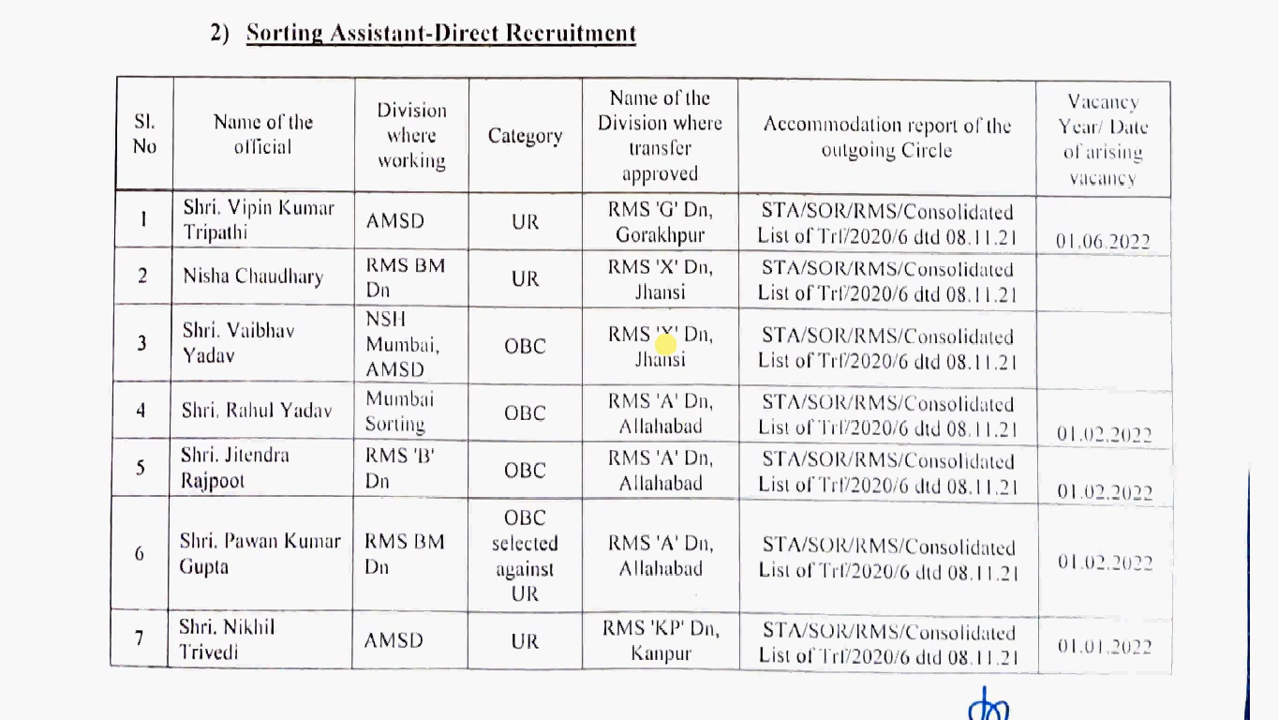 2) Sorting Assistant-Direct Recruitment
Sl. No
Name of the official
Division where working
Category
Name of the Division where transfer approved
Accommodation report of the outgoing Circle
Vacancy Year/ Date of arising vacancy
1
Shri. Vipin Kumar Tripathi
AMSD
UR
RMS 'G' Dn, Gorakhpur
STA/SOR/RMS/Consolidated List of Trf/2020/6 dtd 08.11.21
01.06.2022
2
Nisha Chaudhary
RMS BM Dn
UR
RMS 'X' Dn, Jhansi
STA/SOR/RMS/Consolidated List of Trf/2020/6 dtd 08.11.21
3
Shri. Vaibhav Yadav
NSH Mumbai, AMSD
OBC
RMS 'X' Dn, Jhansi
STA/SOR/RMS/Consolidated List of Trf/2020/6 dtd 08.11.21
4
Shri. Rahul Yadav
Mumbai Sorting
OBC
RMS 'A' Dn, Allahabad
STA/SOR/RMS/Consolidated List of Trf/2020/6 dtd 08.11.21
01.02.2022
5
Shri. Jitendra Rajpoot
RMS 'B' Dn
OBC
RMS 'A' Dn, Allahabad
STA/SOR/RMS/Consolidated List of Trf/2020/6 dtd 08.11.21
01.02.2022
6
Shri. Pawan Kumar Gupta
RMS BM Dn
OBC selected against UR
RMS 'A' Dn, Allahabad
STA/SOR/RMS/Consolidated List of Trf/2020/6 dtd 08.11.21
01.02.2022
7
Shri. Nikhil Trivedi
AMSD
UR
RMS 'KP' Dn, Kanpur
STA/SOR/RMS/Consolidated List of Trf/2020/6 dtd 08.11.21
01.01.2022